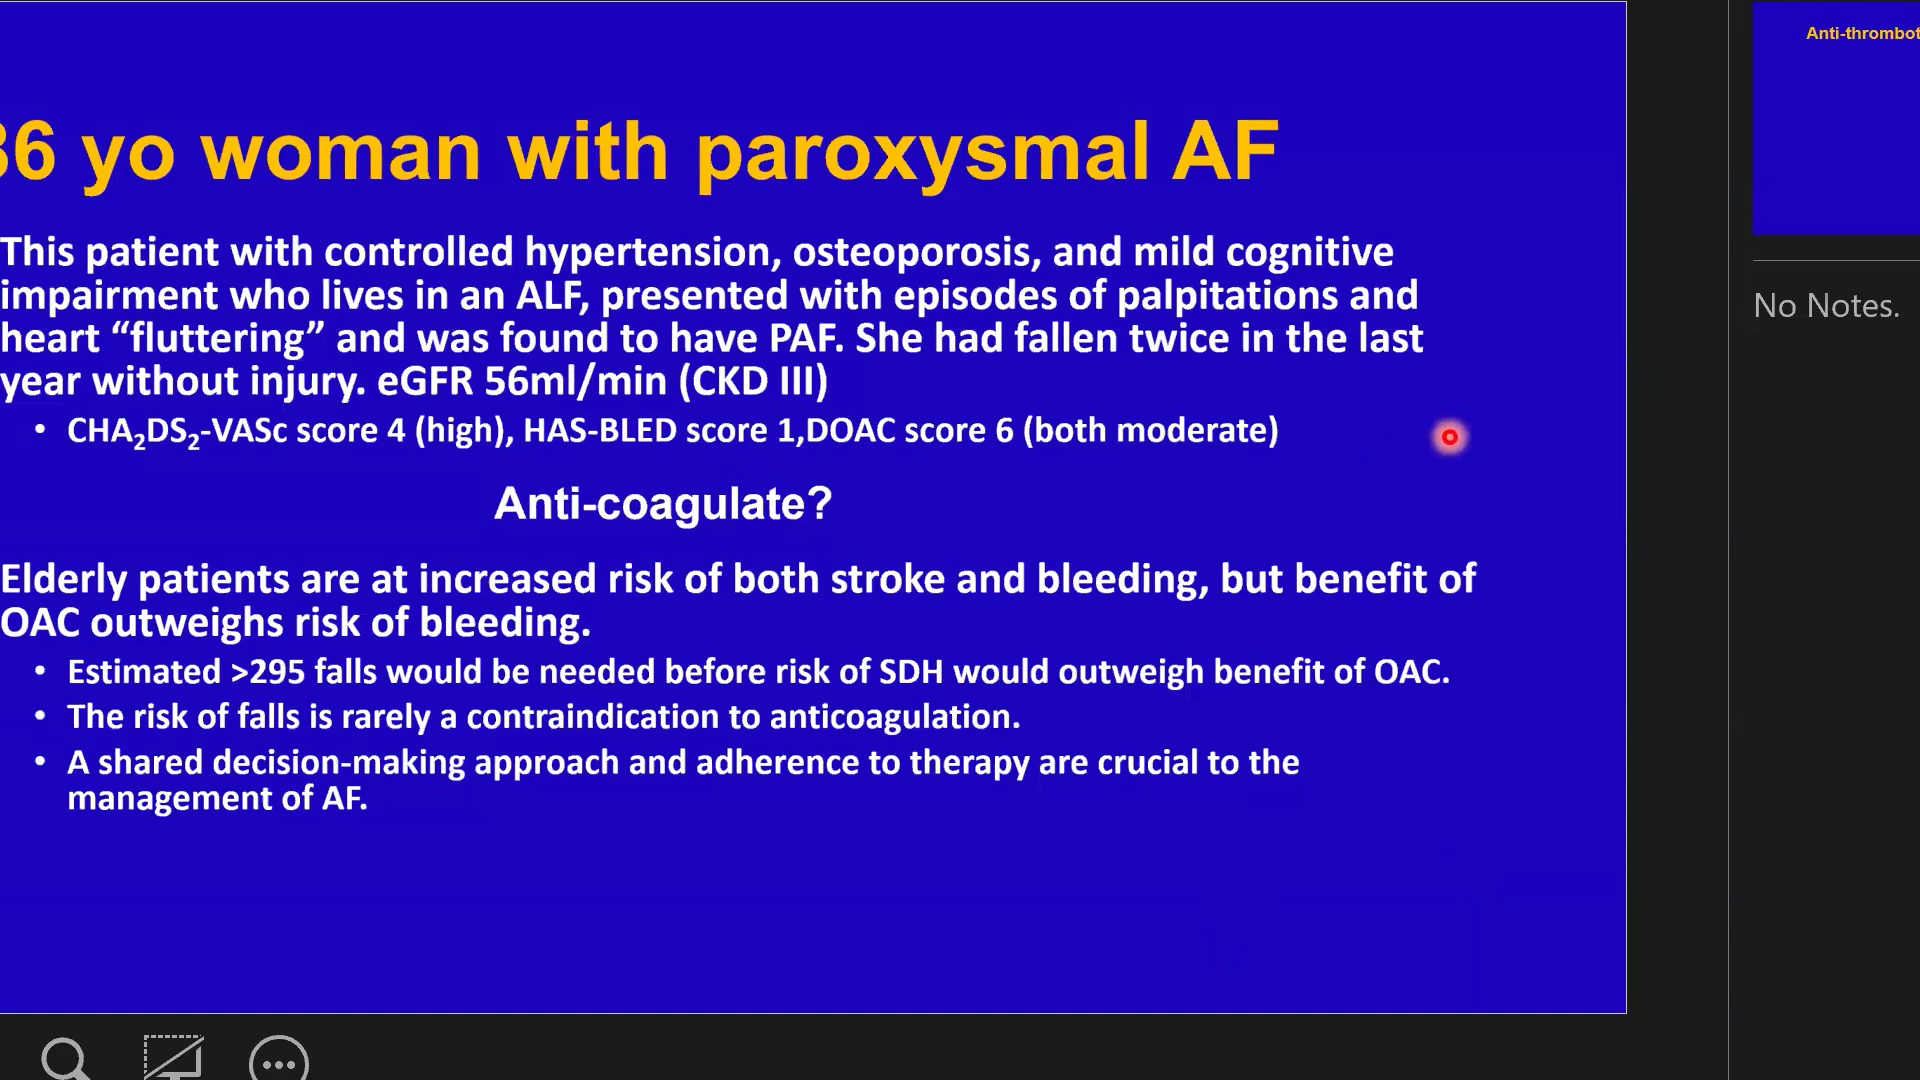 86 yo woman with paroxysmal AF
This patient with controlled hypertension, osteoporosis, and mild cognitive
impairment who lives in an ALF, presented with episodes of palpitations and
heart “fluttering” and was found to have PAF. She had fallen twice in the last
year without injury. eGFR 56ml/min (CKD III)
• CHA₂DS₂-VASc score 4 (high), HAS-BLED score 1,DOAC score 6 (both moderate)
Anti-coagulate?
Elderly patients are at increased risk of both stroke and bleeding, but benefit of
OAC outweighs risk of bleeding.
• Estimated >295 falls would be needed before risk of SDH would outweigh benefit of OAC.
• The risk of falls is rarely a contraindication to anticoagulation.
• A shared decision-making approach and adherence to therapy are crucial to the
management of AF.
Anti-thrombot
No Notes.